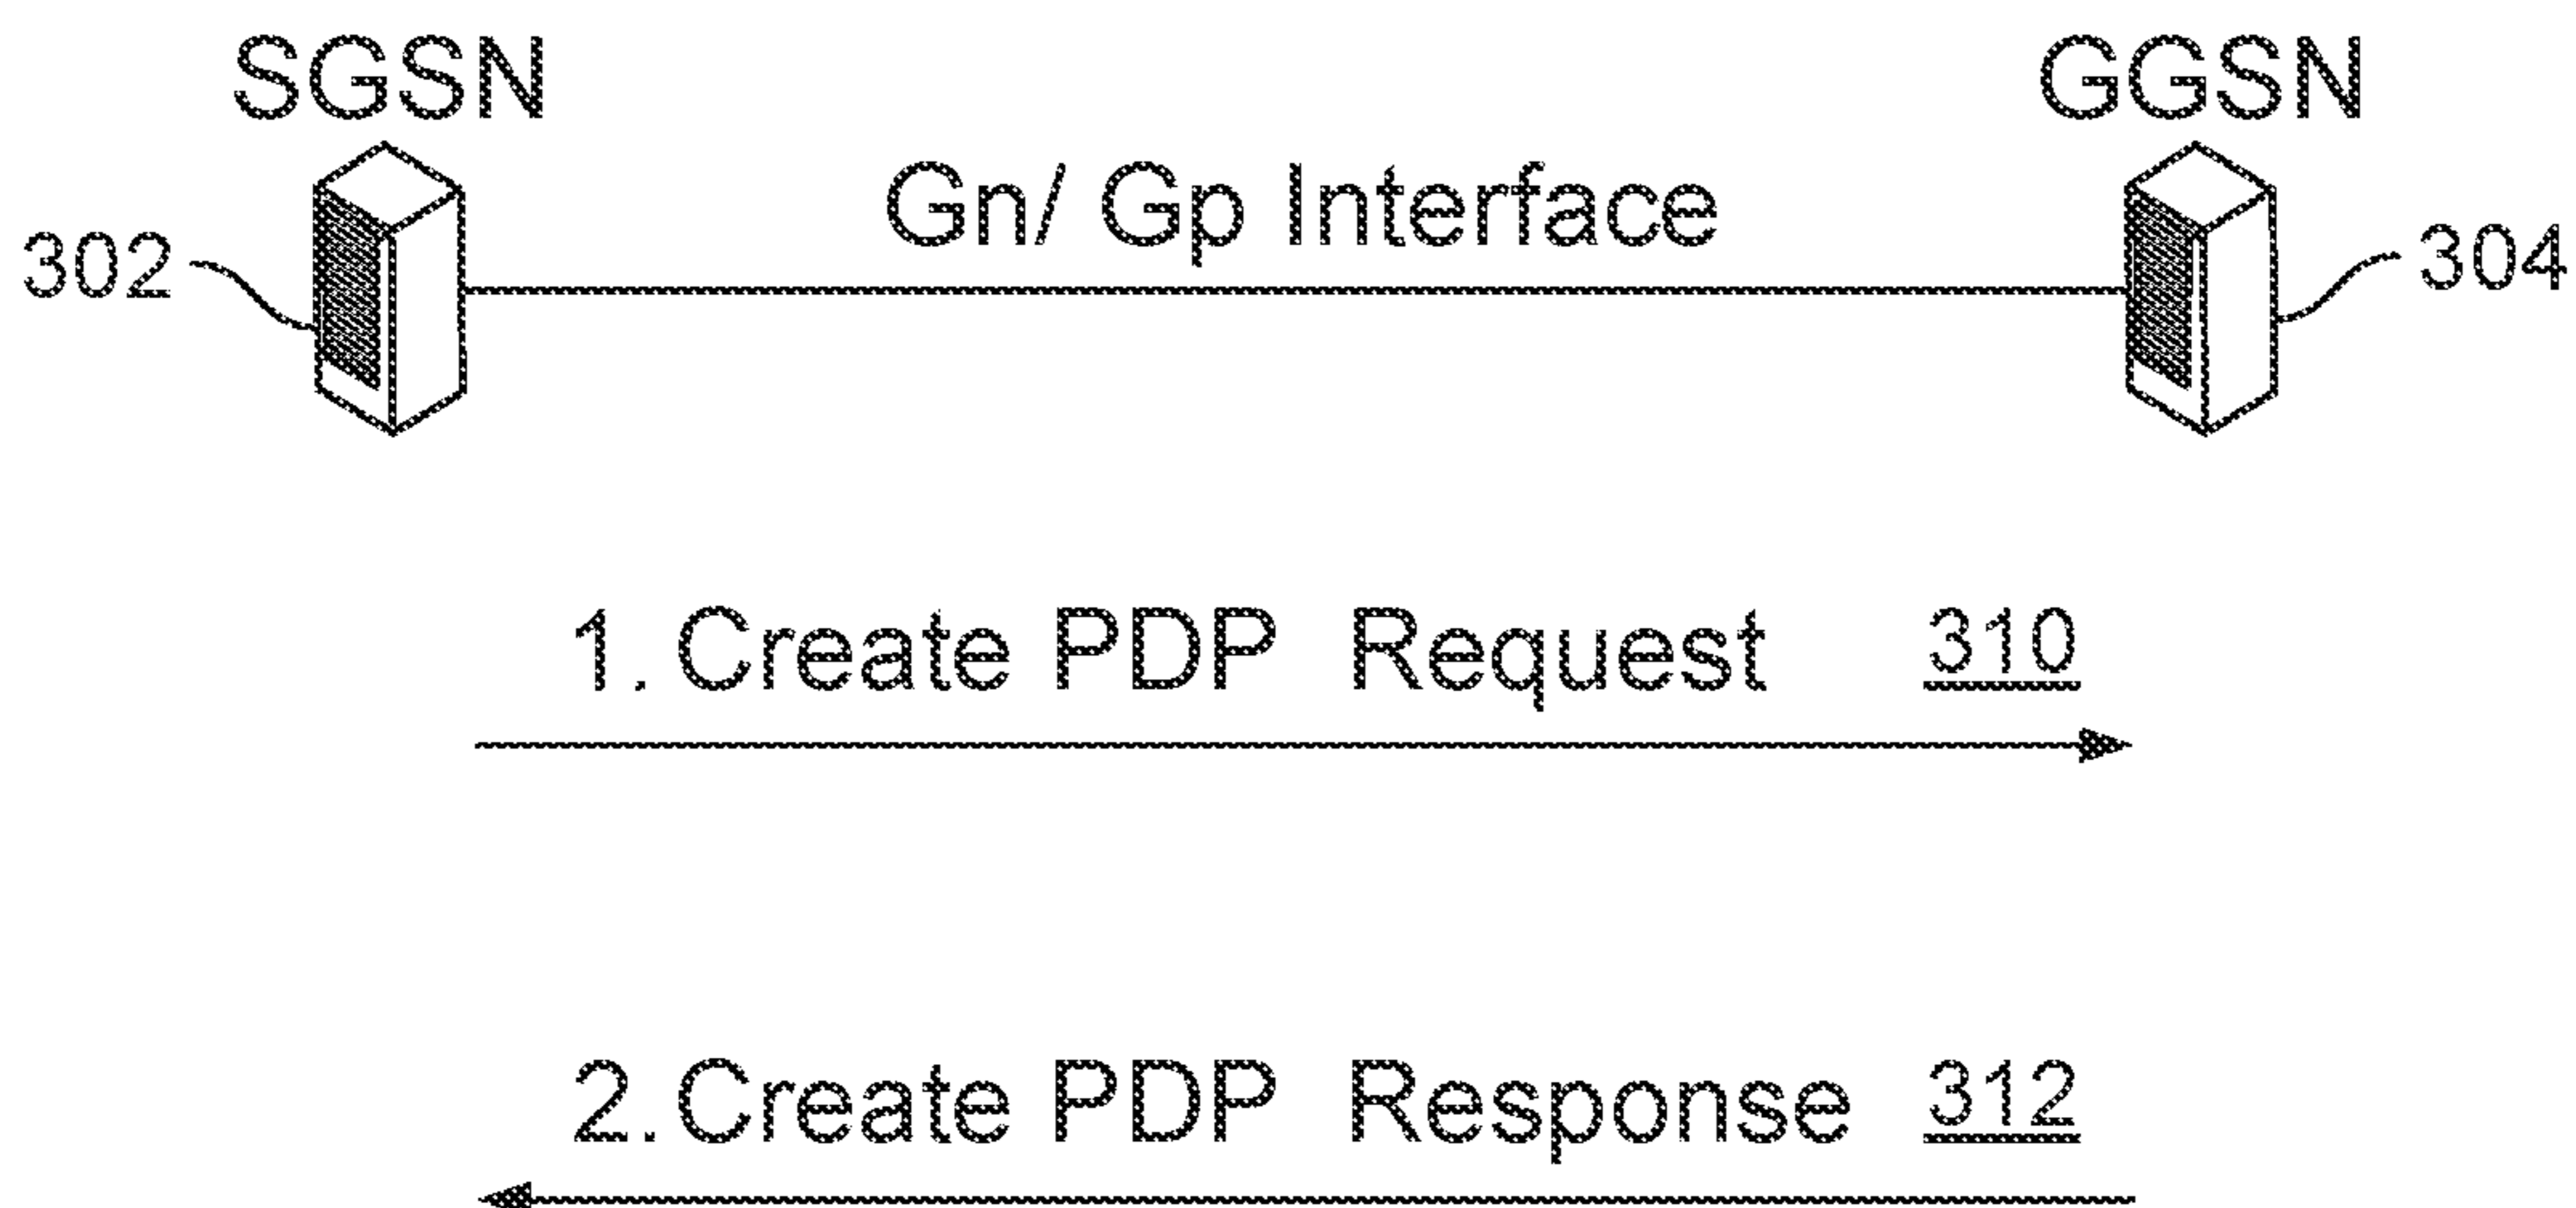 SGSN
GGSN
Gn/ Gp Interface
302
304
1. Create PDP Request 310
2. Create PDP Response 312